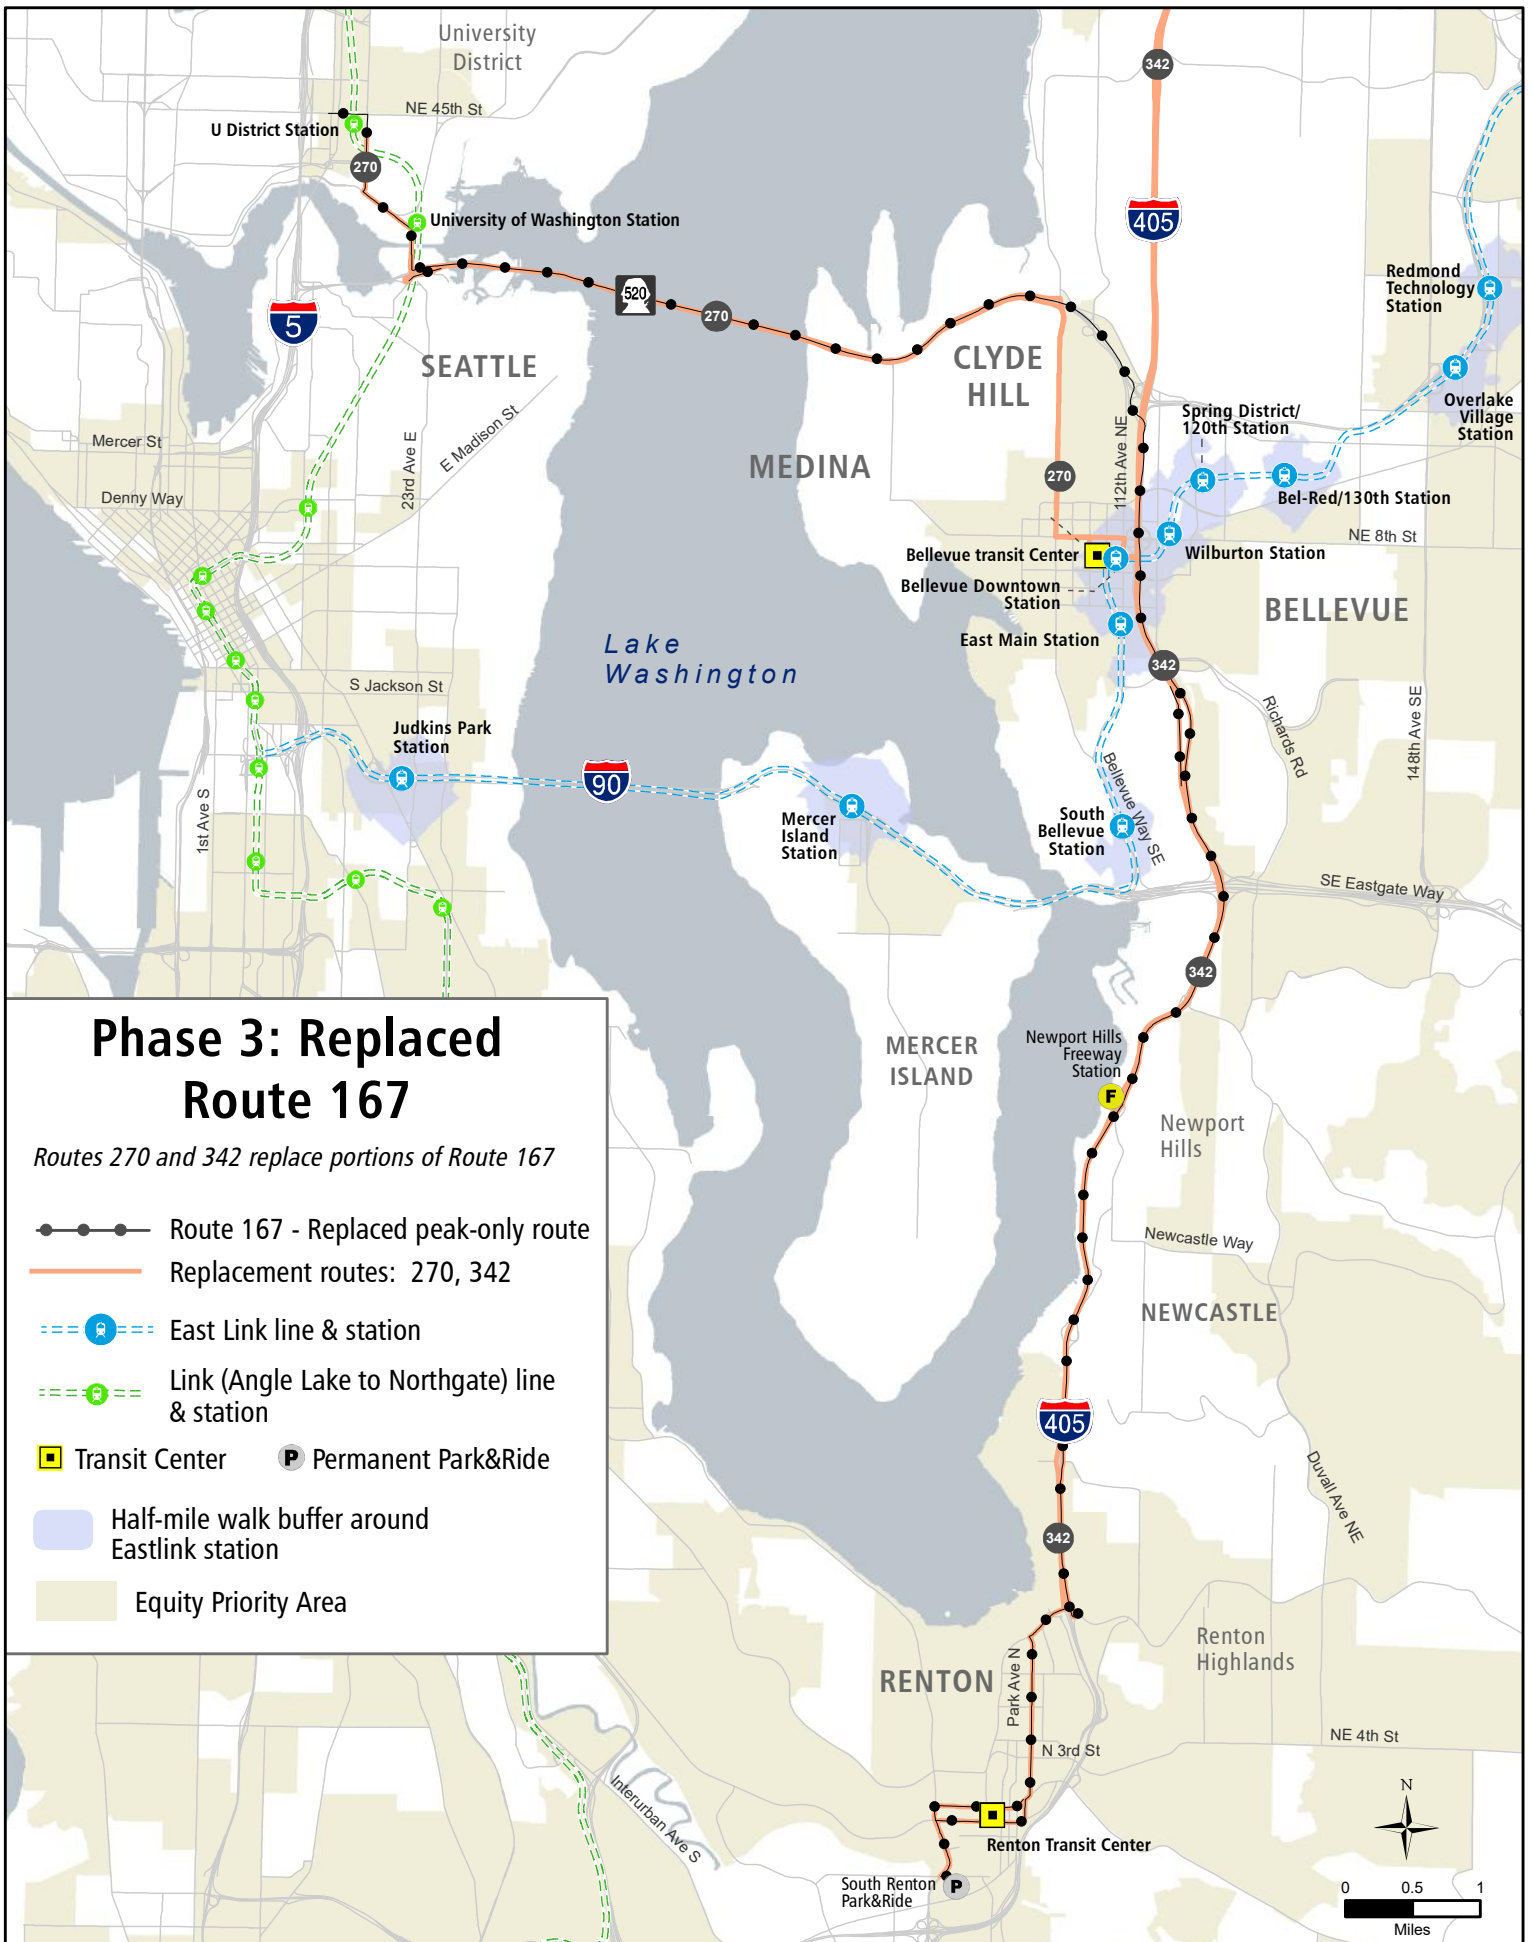 University
District
342
NE 45th St
U District Station
270
University of Washington Station
405
Redmond
Technology
Station
520
270
5
SEATTLE
CLYDE
HILL
Overlake
Village
Station
Spring District/
120th Station
Mercer St
23rd Ave E
E Madison St
MEDINA
270
112th Ave NE
Denny Way
Bel-Red/130th Station
NE 8th St
Bellevue transit Center
Wilburton Station
Bellevue Downtown
Station
BELLEVUE
East Main Station
Lake
Washington
342
S Jackson St
Richards Rd
148th Ave SE
Judkins Park
Station
90
1st Ave S
Mercer
Island
Station
Bellevue Way SE
South
Bellevue
Station
SE Eastgate Way
342
Phase 3: Replaced
Route 167
Routes 270 and 342 replace portions of Route 167
Route 167 - Replaced peak-only route
Replacement routes: 270, 342
East Link line & station
Link (Angle Lake to Northgate) line
& station
Transit Center
P Permanent Park&Ride
Half-mile walk buffer around
Eastlink station
Equity Priority Area
MERCER
ISLAND
Newport Hills
Freeway
Station
F
Newport
Hills
Newcastle Way
NEWCASTLE
405
Duvall Ave NE
342
Renton
Highlands
RENTON
Park Ave N
NE 4th St
N 3rd St
Interurban Ave S
Renton Transit Center
South Renton
Park&Ride
P
N
0 0.5 1
Miles